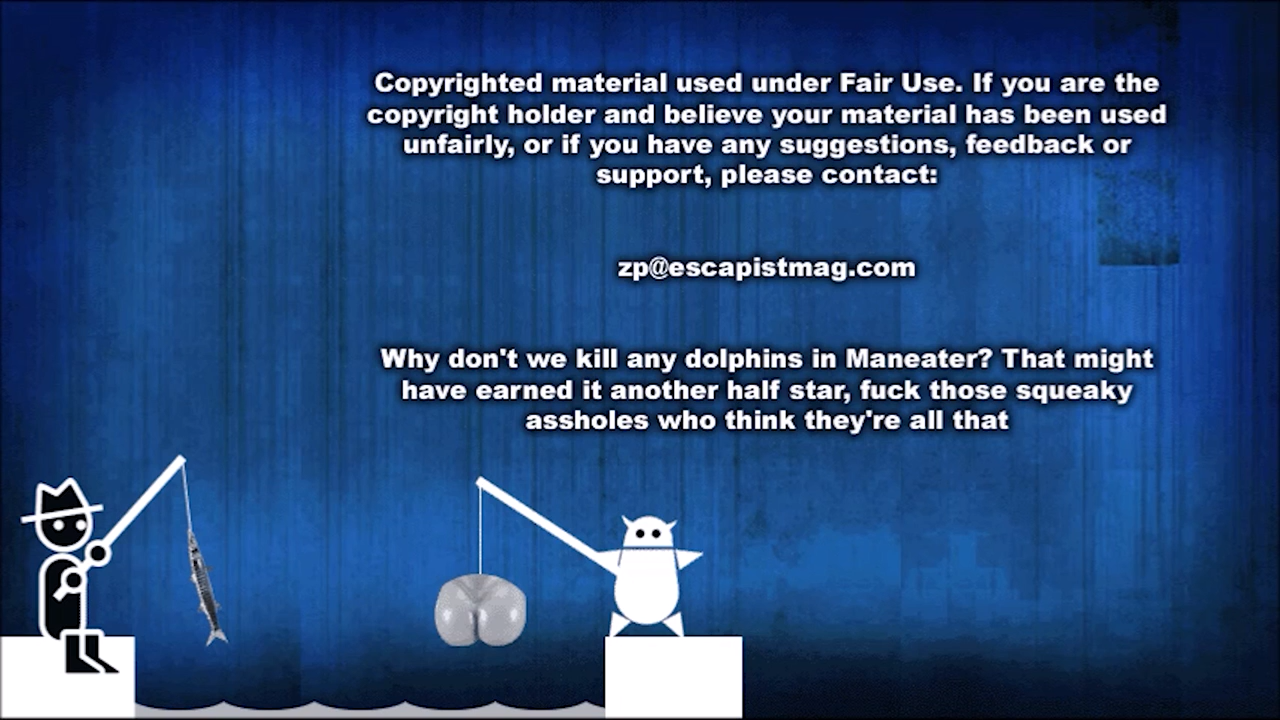 Copyrighted material used under Fair Use. If you are the
copyright holder and believe your material has been used
unfairly, or if you have any suggestions, feedback or
support, please contact:
zp@escapistmag.com
Why don't we kill any dolphins in Maneater? That might
have earned it another half star, fuck those squeaky
assholes who think they're all that